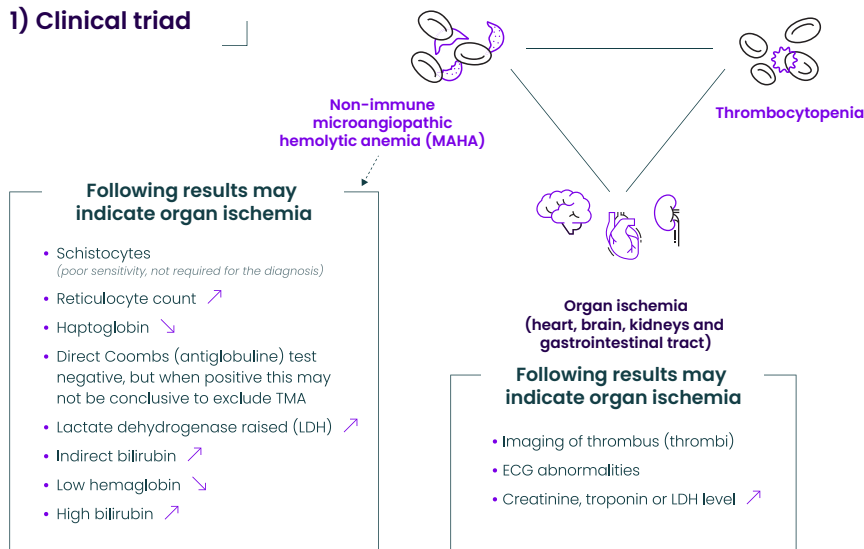 1) Clinical triad
Non-immune
microangiopathic
hemolytic anemia (MAHA)
Thrombocytopenia
Following results may
indicate organ ischemia
• Schistocytes
(poor sensitivity, not required for the diagnosis)
• Reticulocyte count ↗
• Haptoglobin ↘
• Direct Coombs (antiglobuline) test
negative, but when positive this may
not be conclusive to exclude TMA
• Lactate dehydrogenase raised (LDH) ↗
• Indirect bilirubin ↗
• Low hemaglobin ↘
• High bilirubin ↗
Organ ischemia
(heart, brain, kidneys and
gastrointestinal tract)
Following results may
indicate organ ischemia
• Imaging of thrombus (thrombi)
• ECG abnormalities
• Creatinine, troponin or LDH level ↗